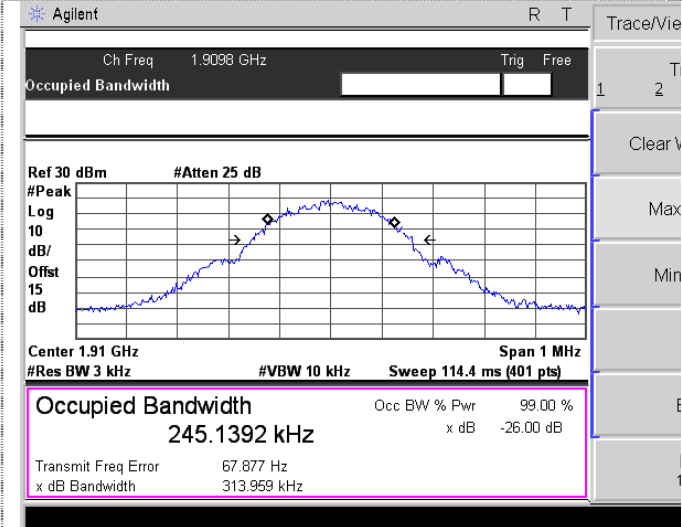 Agilent R T
Trace/Vie
Ch Freq 1.9098 GHz Trig Free
Occupied Bandwidth
1 2
Clear
Ref 30 dBm #Atten 25 dB
#Peak
Log
10
dB/
Offst
15
dB
Max
Min
Center 1.91 GHz Span 1 MHz
#Res BW 3 kHz #VBW 10 kHz Sweep 114.4 ms (401 pts)
Occupied Bandwidth Occ BW % Pwr 99.00 %
245.1392 kHz x dB -26.00 dB
Transmit Freq Error 67.877 Hz
x dB Bandwidth 313.959 kHz